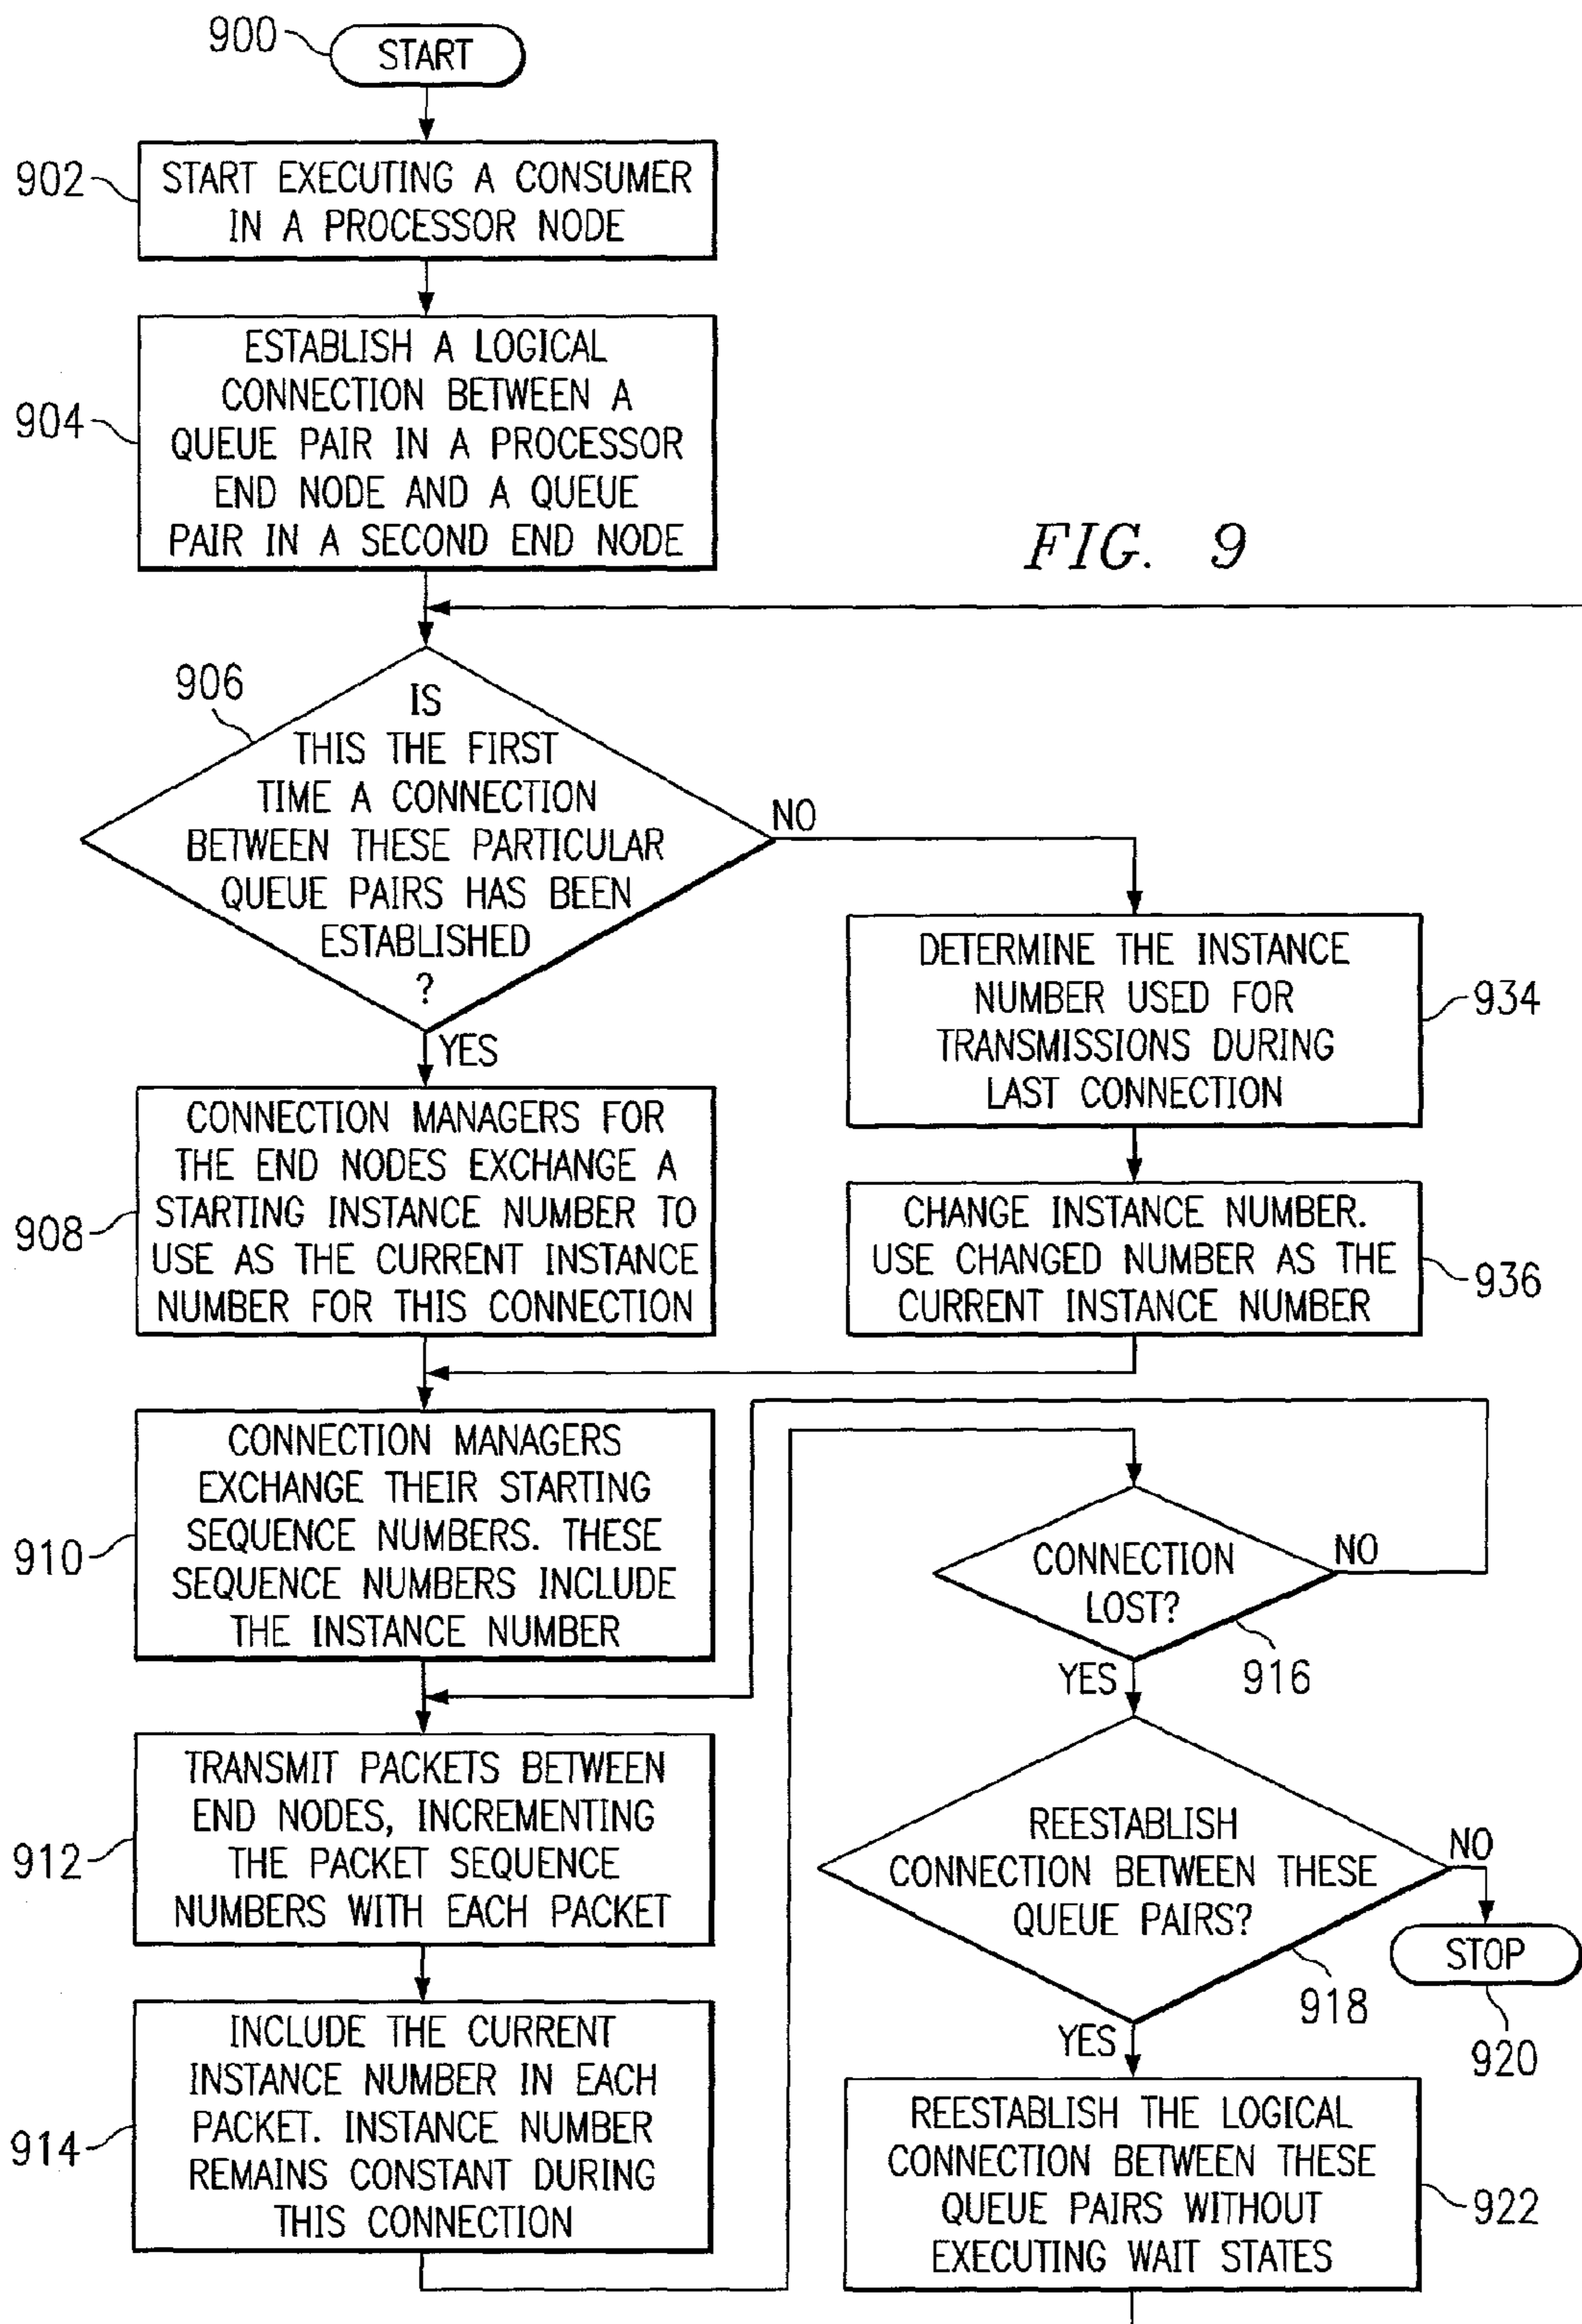 900
START
902
START EXECUTING A CONSUMER
IN A PROCESSOR NODE
904
ESTABLISH A LOGICAL
CONNECTION BETWEEN A
QUEUE PAIR IN A PROCESSOR
END NODE AND A QUEUE
PAIR IN A SECOND END NODE
FIG. 9
906
IS
THIS THE FIRST
TIME A CONNECTION
BETWEEN THESE PARTICULAR
QUEUE PAIRS HAS BEEN
ESTABLISHED
?
NO
YES
934
DETERMINE THE INSTANCE
NUMBER USED FOR
TRANSMISSIONS DURING
LAST CONNECTION
908
CONNECTION MANAGERS FOR
THE END NODES EXCHANGE A
STARTING INSTANCE NUMBER TO
USE AS THE CURRENT INSTANCE
NUMBER FOR THIS CONNECTION
936
CHANGE INSTANCE NUMBER.
USE CHANGED NUMBER AS THE
CURRENT INSTANCE NUMBER
910
CONNECTION MANAGERS
EXCHANGE THEIR STARTING
SEQUENCE NUMBERS. THESE
SEQUENCE NUMBERS INCLUDE
THE INSTANCE NUMBER
CONNECTION
LOST?
NO
916
YES
912
TRANSMIT PACKETS BETWEEN
END NODES, INCREMENTING
THE PACKET SEQUENCE
NUMBERS WITH EACH PACKET
REESTABLISH
CONNECTION BETWEEN THESE
QUEUE PAIRS?
NO
STOP
918
920
YES
914
INCLUDE THE CURRENT
INSTANCE NUMBER IN EACH
PACKET. INSTANCE NUMBER
REMAINS CONSTANT DURING
THIS CONNECTION
REESTABLISH THE LOGICAL
CONNECTION BETWEEN THESE
QUEUE PAIRS WITHOUT
EXECUTING WAIT STATES
922